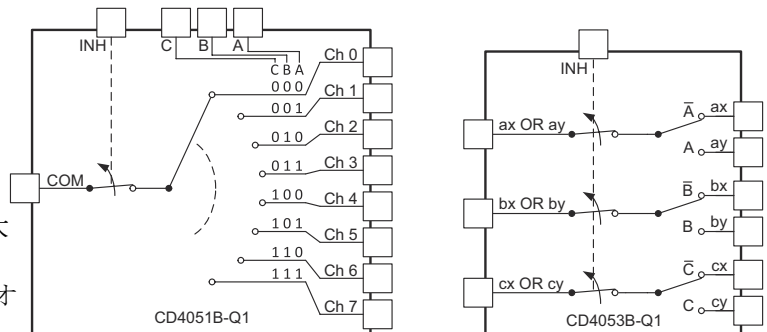 INH
C
B
A
C B A
Ch 0
0 0 0
Ch 1
0 0 1
Ch 2
0 1 0
Ch 3
0 1 1
COM
Ch 4
1 0 0
Ch 5
1 0 1
Ch 6
1 1 0
Ch 7
1 1 1
CD4051B-Q1
INH
ax OR ay
A̅ ax
A ay
bx OR by
B̅ bx
B by
cx OR cy
C̅ cx
C cy
CD4053B-Q1